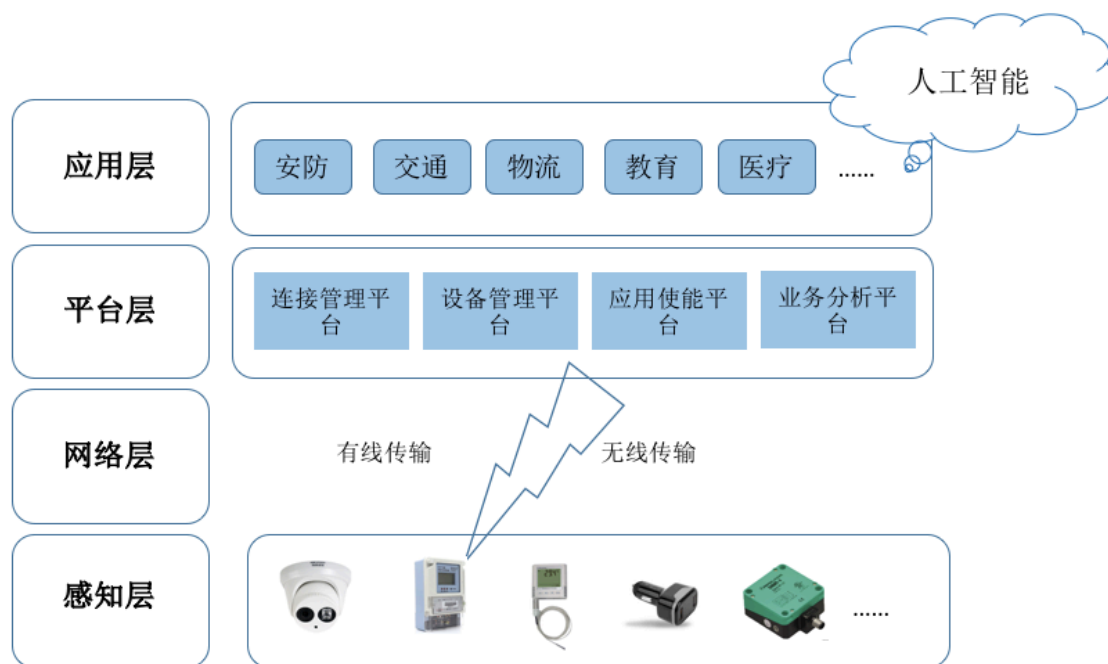 人工智能
应用层
安防
交通
物流
教育
医疗
......
平台层
连接管理平
台
设备管理平
台
应用使能平
台
业务分析平
台
网络层
有线传输
无线传输
感知层
......